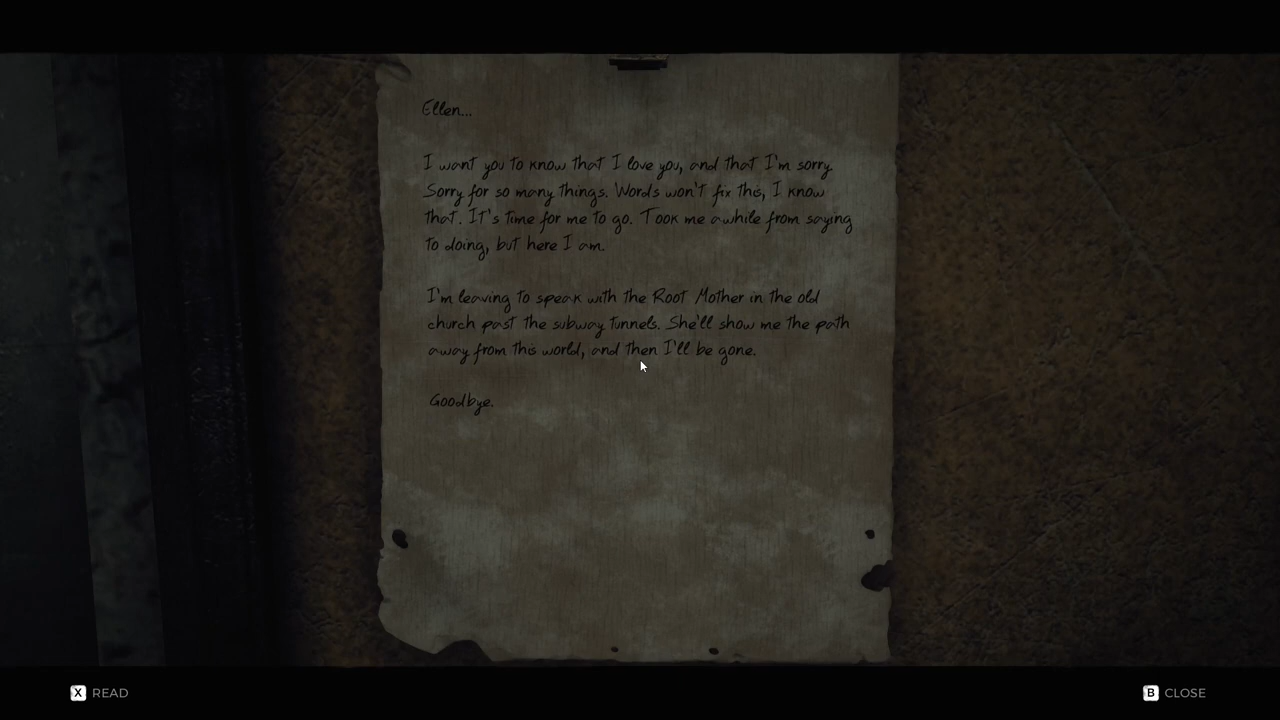 Ellen...
I want you to know that I love you, and that I'm sorry
Sorry for so many things. Words won't fix this, I know
that. It's time for me to go. Took me awhile from saying
to doing, but here I am.
I'm leaving to speak with the Root Mother in the old
church past the subway tunnels. She'll show me the path
away from this world, and then I'll be gone.
Goodbye.
X READ
B CLOSE